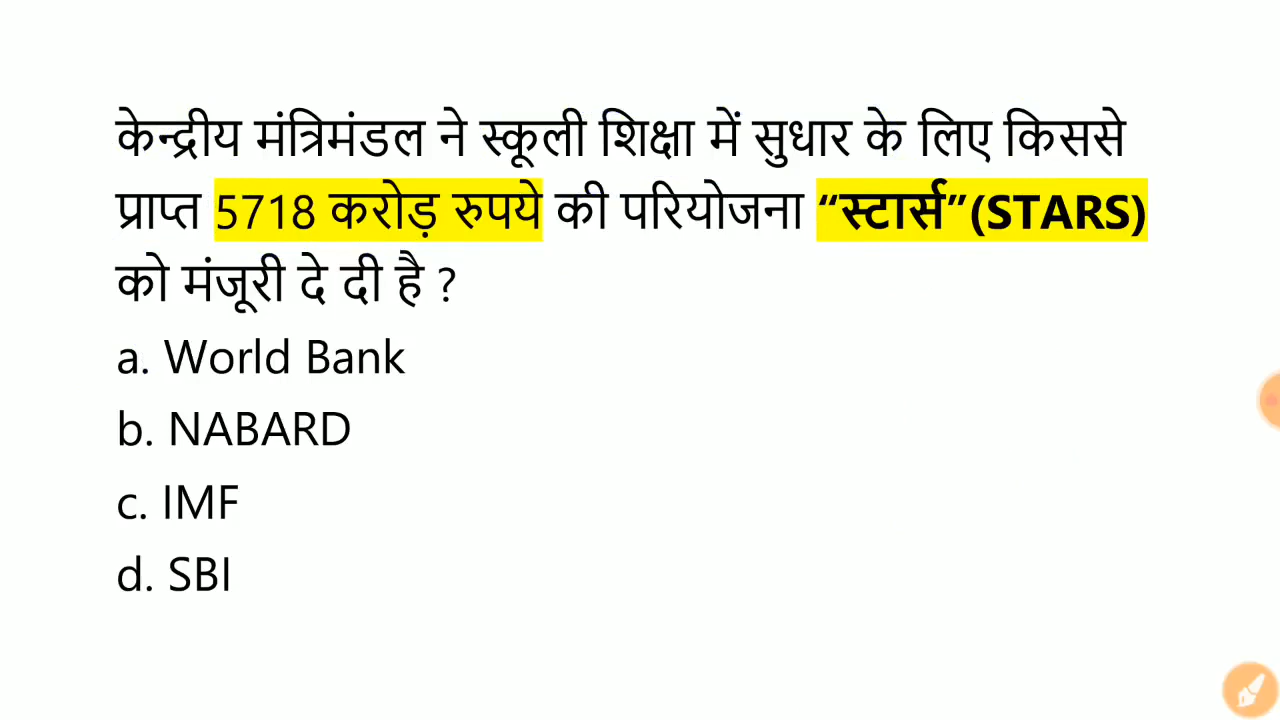 केन्द्रीय मंत्रिमंडल ने स्कूली शिक्षा में सुधार के लिए किससे
प्राप्त 5718 करोड़ रुपये की परियोजना “स्टार्स”(STARS)
को मंजूरी दे दी है ?
a. World Bank
b. NABARD
c. IMF
d. SBI